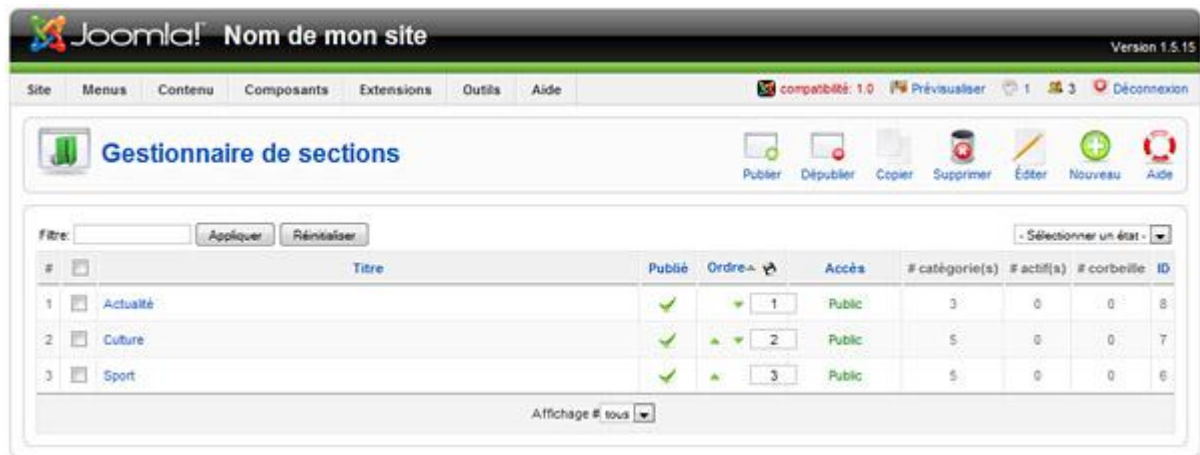 Joomla! Nom de mon site
Version 1.5.15
Site Menus Contenu Composants Extensions Outils Aide compatibilité: 1.0 Prévisualiser 1 3 Déconnexion
Gestionnaire de sections
Publier Dépublier Copier Supprimer Éditer Nouveau Aide
Filtre: Appliquer Réinitialiser - Sélectionner un état -
# Titre Publié Ordre Accès # catégorie(s) # actif(s) # corbeille ID
1 Actualité 1 Public 3 0 0 8
2 Culture 2 Public 5 0 0 7
3 Sport 3 Public 5 0 0 6
Affichage # tous